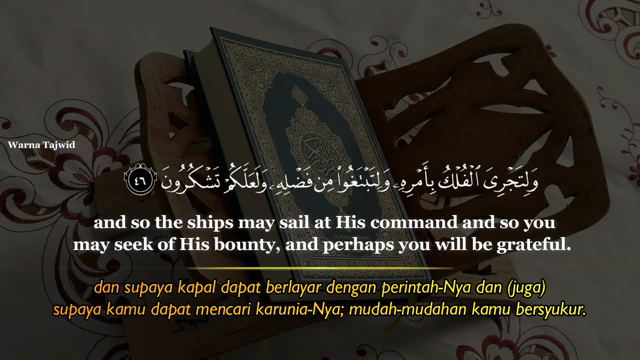 Warna Tajwid
وَلِتَجْرِىَ ٱلْفُلْكُ بِأَمْرِهِۦ وَلِتَبْتَغُوا۟ مِن فَضْلِهِۦ وَلَعَلَّكُمْ تَشْكُرُونَ ٤٦
and so the ships may sail at His command and so you
may seek of His bounty, and perhaps you will be grateful.
dan supaya kapal dapat berlayar dengan perintah-Nya dan (juga)
supaya kamu dapat mencari karunia-Nya; mudah-mudahan kamu bersyukur.